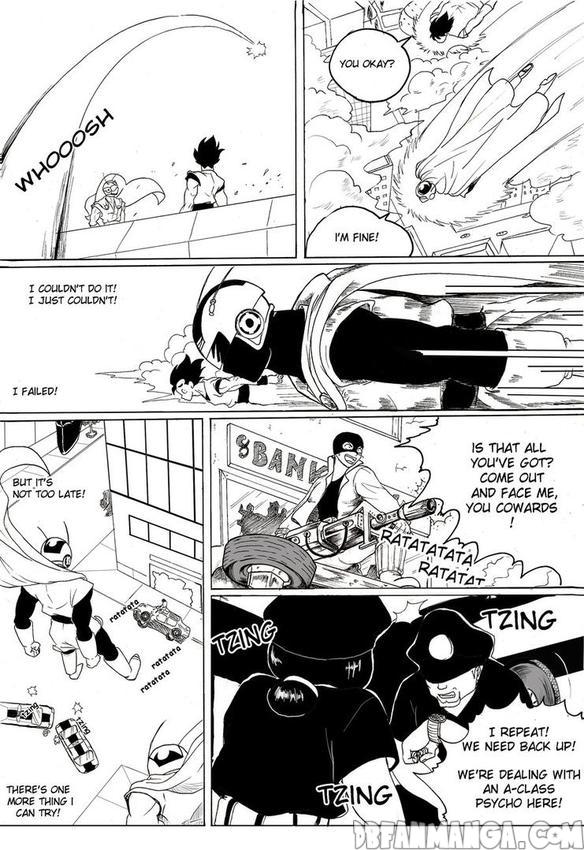 WHOOOSH
YOU OKAY?
I'M FINE!
I COULDN'T DO IT!
I JUST COULDN'T!
I FAILED!
BUT IT'S
NOT TOO LATE!
ratatata
ratatata
ratatata
TZING
TZING
THERE'S ONE
MORE THING I
CAN TRY!
$BANK
IS THAT ALL
YOU'VE GOT?
COME OUT
AND FACE ME,
YOU COWARDS
!
RATATATATA
RATATAT
TZING
TZING
I REPEAT!
WE NEED BACK UP!
WE'RE DEALING WITH
AN A-CLASS
PSYCHO HERE!
TZING
DBFANMANGA.COM